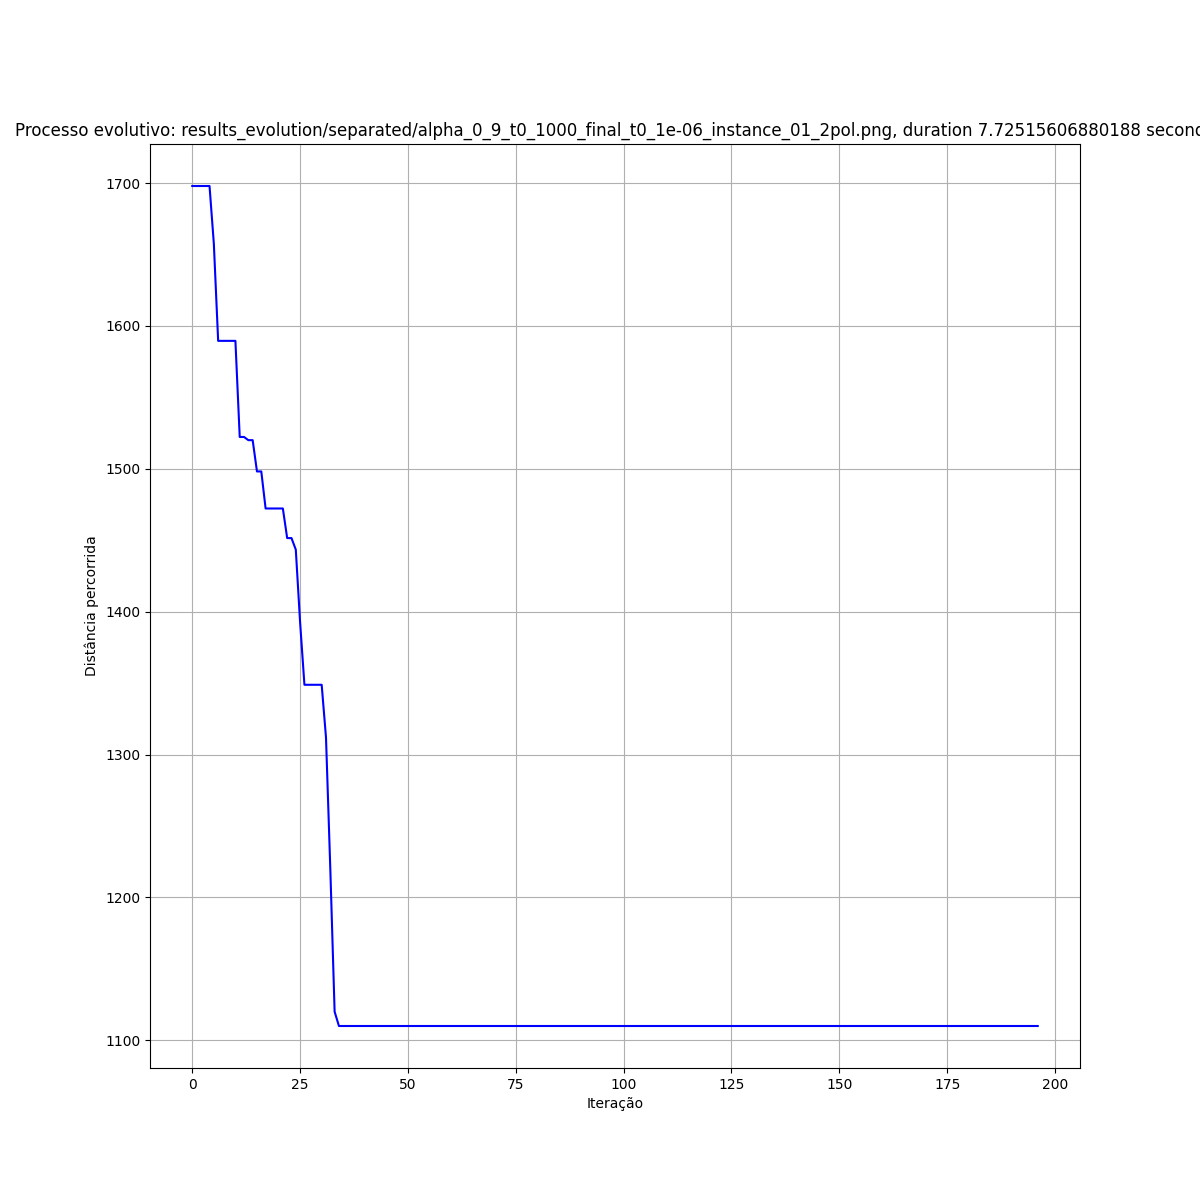 Processo evolutivo: results_evolution/separated/alpha_0_9_t0_1000_final_t0_1e-06_instance_01_2pol.png, duration 7.72515606880188 secon
1700
1600
1500
1400
1300
1200
1100
Distância percorrida
0 25 50 75 100 125 150 175 200
Iteração